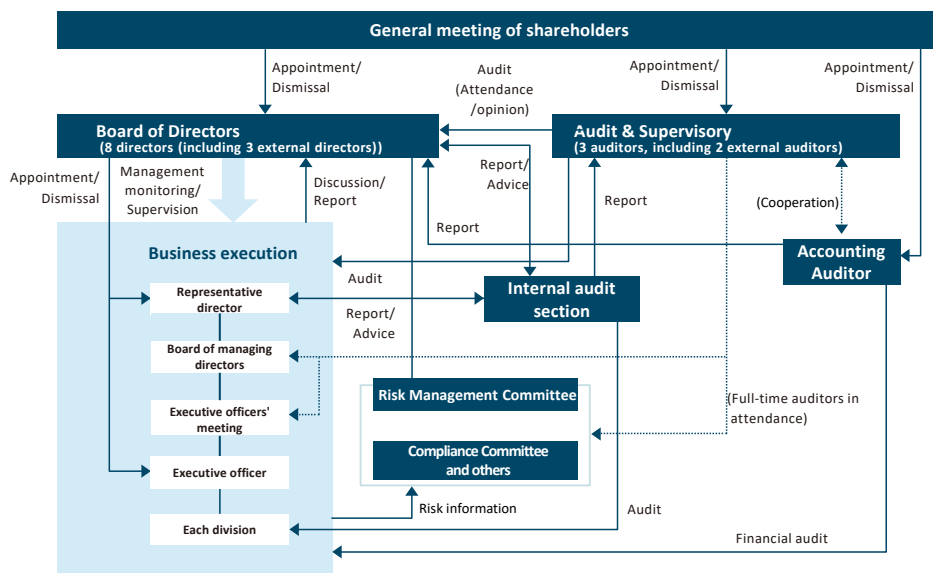 General meeting of shareholders
Appointment/
Dismissal
Audit
(Attendance
/opinion)
Appointment/
Dismissal
Appointment/
Dismissal
Board of Directors
(8 directors (including 3 external directors))
Audit & Supervisory
(3 auditors, including 2 external auditors)
Appointment/
Dismissal
Management
monitoring/
Supervision
Discussion/
Report
Report/
Advice
Report
(Cooperation)
Report
Business execution
Accounting
Auditor
Audit
Internal audit
section
Representative
director
Report/
Advice
Board of managing
directors
Risk Management Committee
(Full-time auditors in
attendance)
Executive officers'
meeting
Compliance Committee
and others
Executive officer
Risk information
Audit
Each division
Financial audit